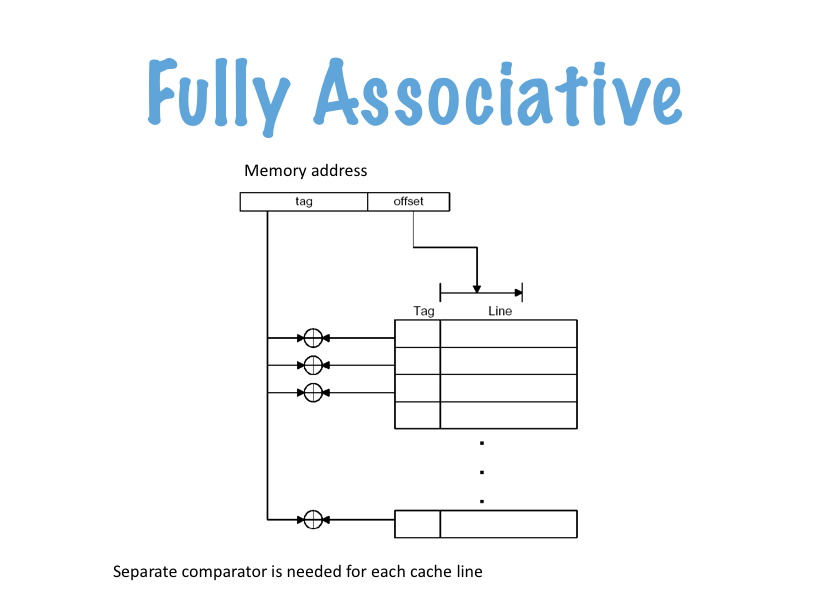 Fully Associative
Memory address
tag offset
Tag Line
Separate comparator is needed for each cache line